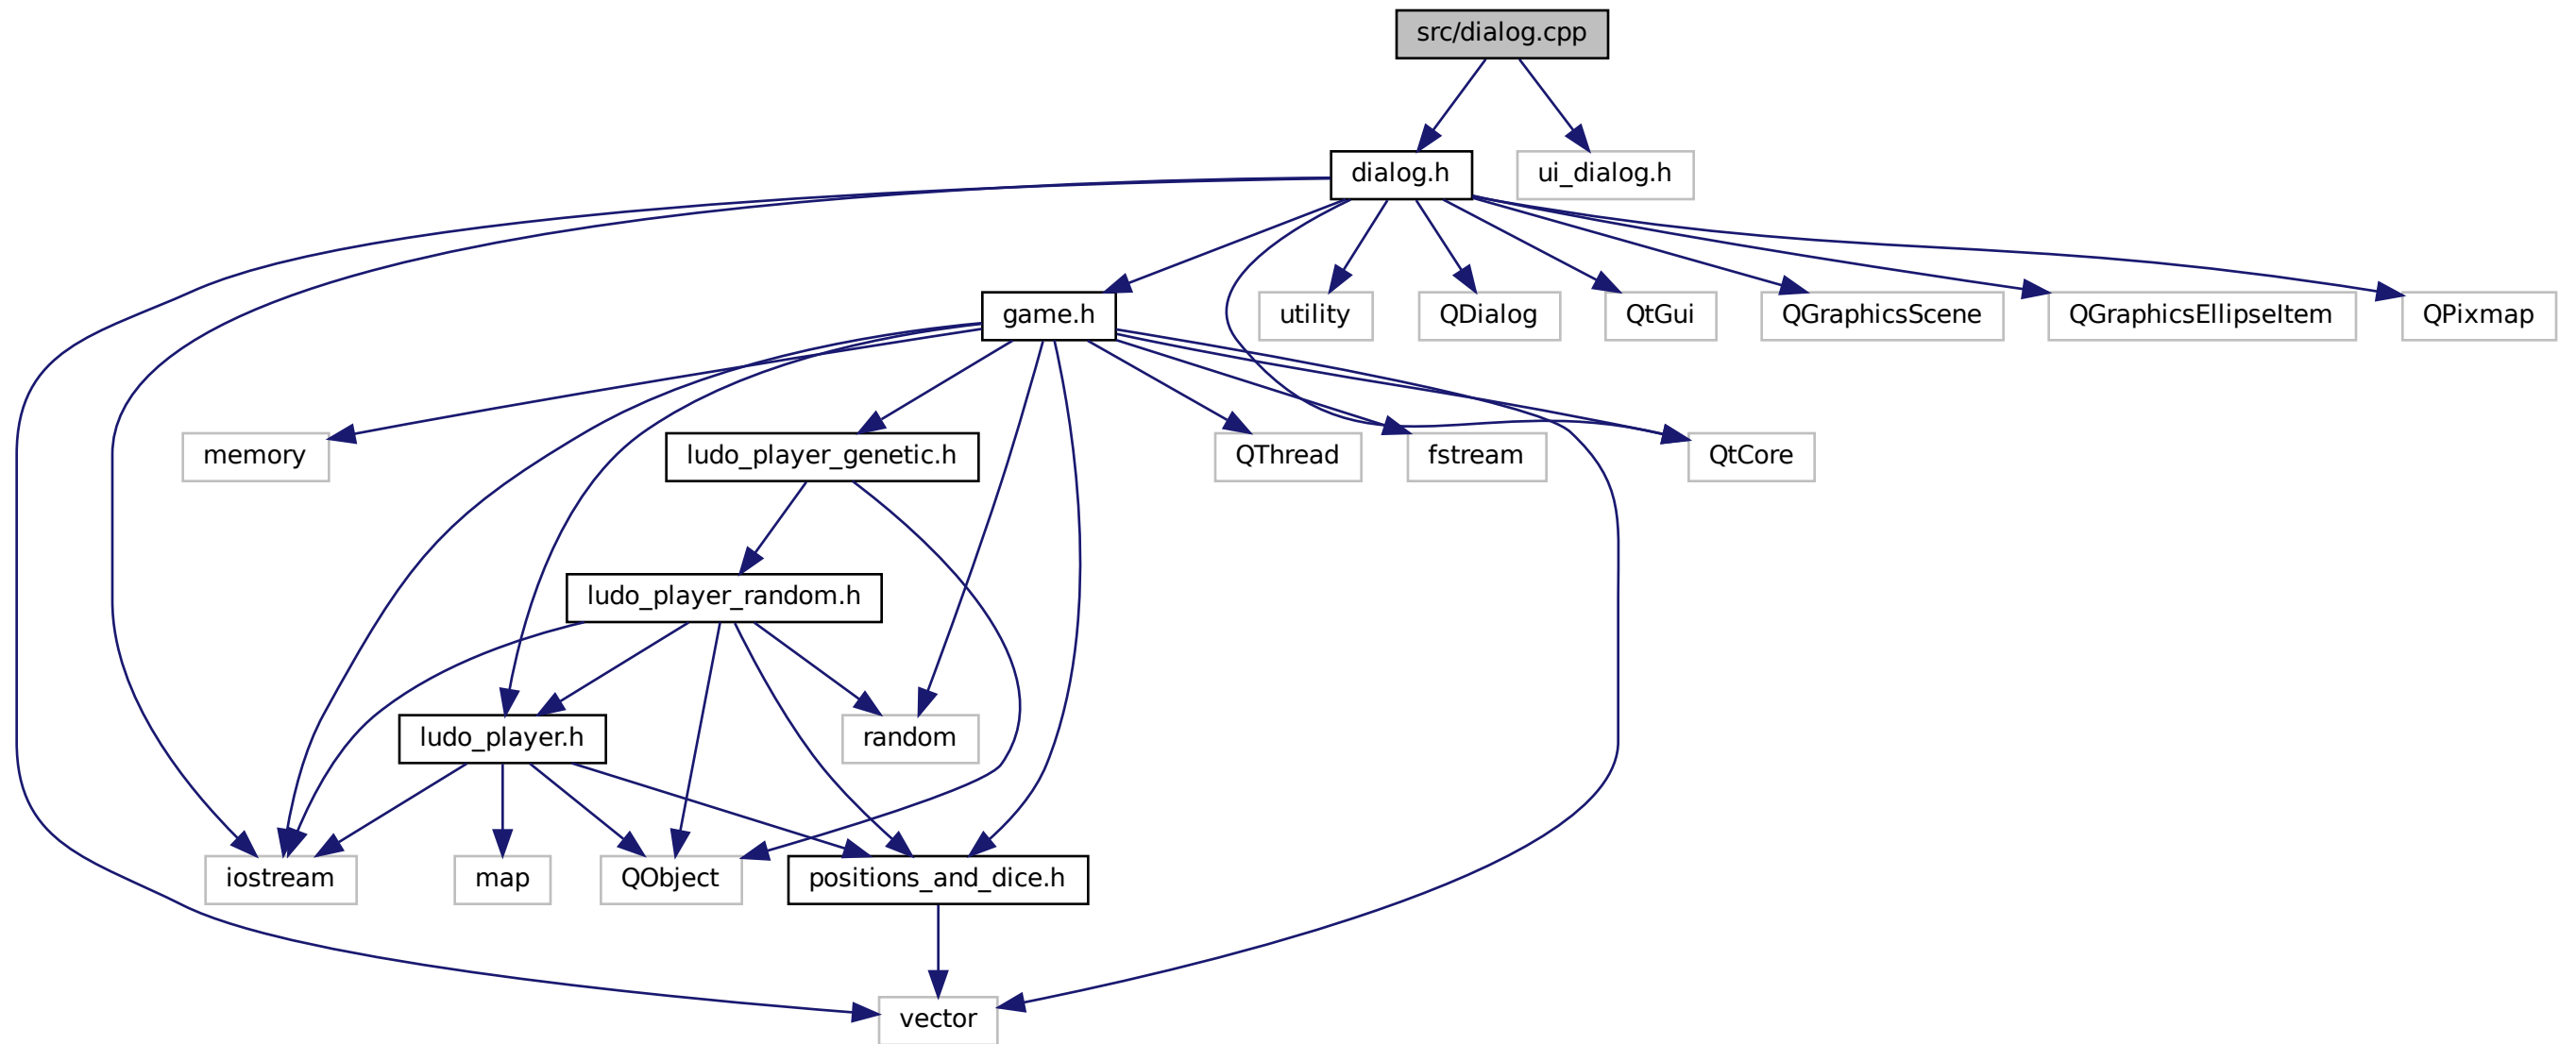 src/dialog.cpp
dialog.h
ui_dialog.h
game.h
utility
QDialog
QtGui
QGraphicsScene
QGraphicsEllipseItem
QPixmap
memory
ludo_player_genetic.h
QThread
fstream
QtCore
ludo_player_random.h
ludo_player.h
random
iostream
map
QObject
positions_and_dice.h
vector